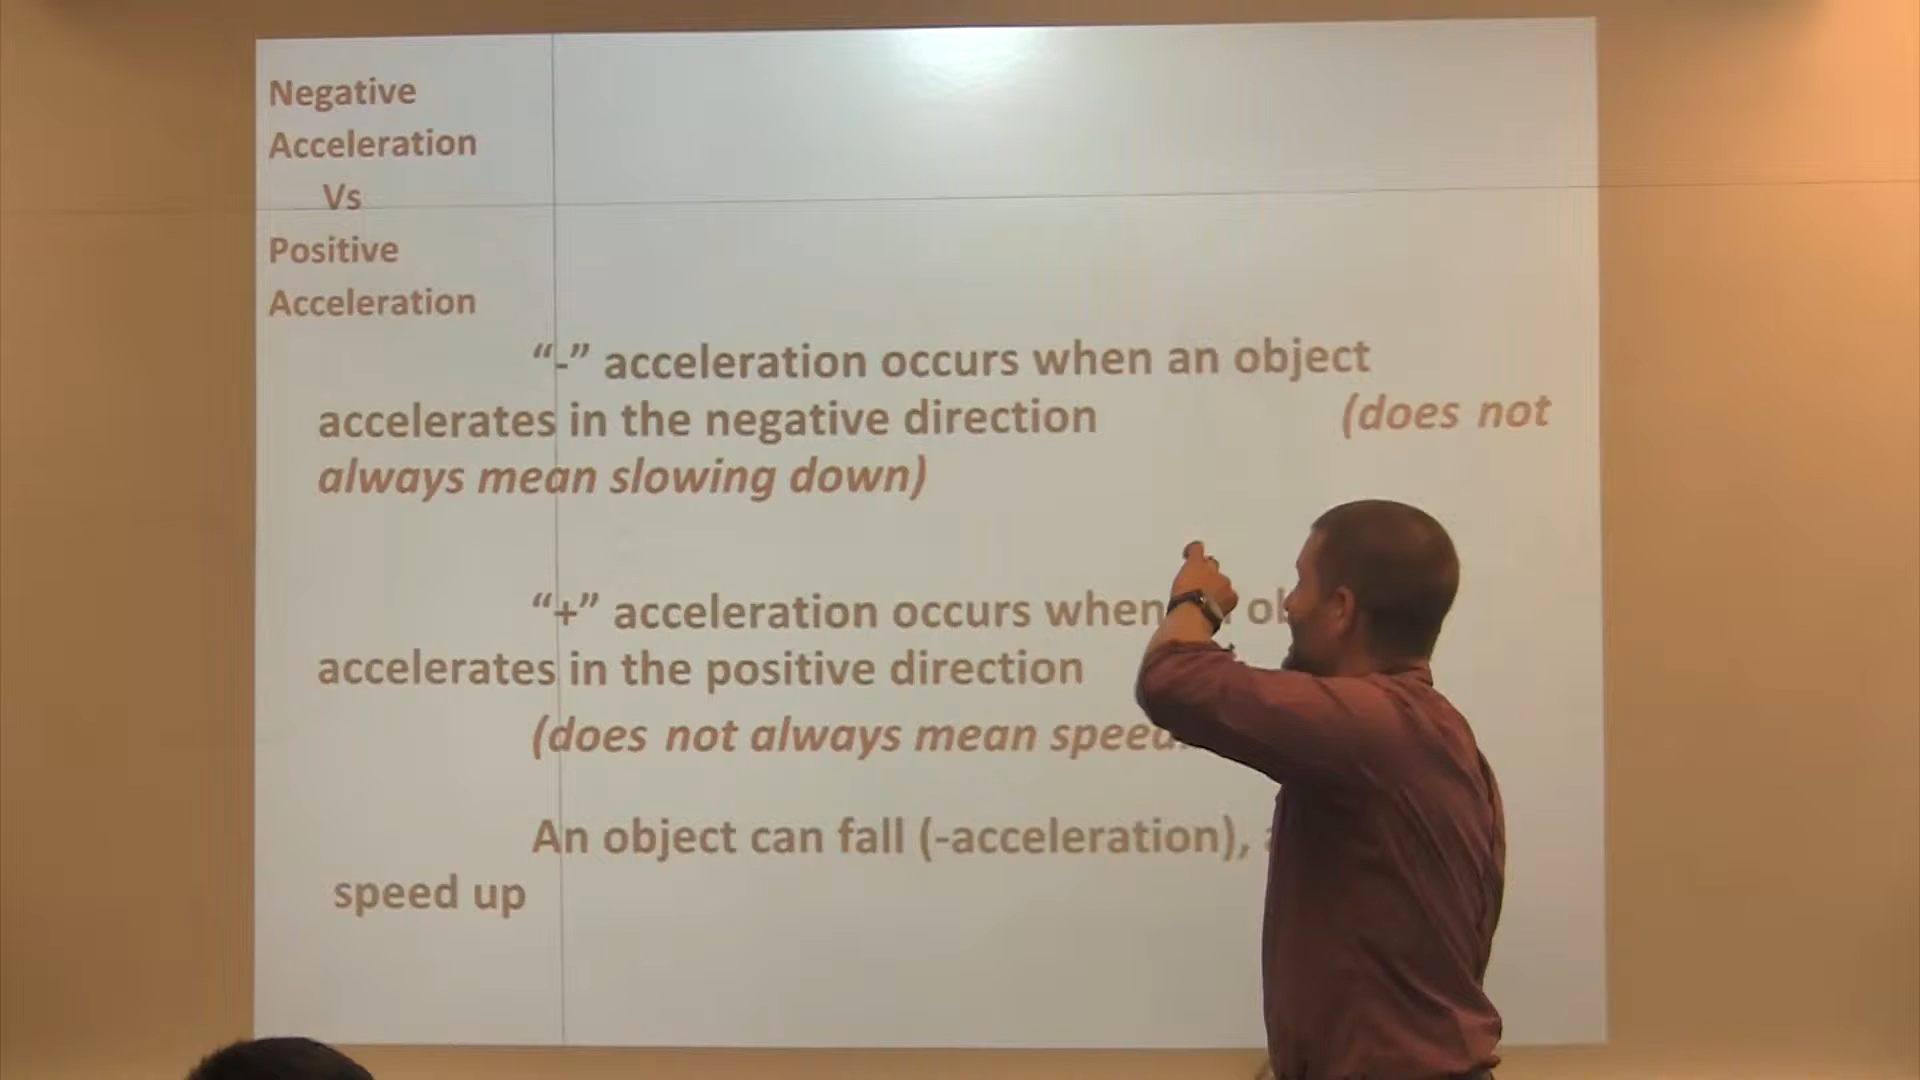 Negative
Acceleration
Vs
Positive
Acceleration
“-” acceleration occurs when an object
accelerates in the negative direction (does not
always mean slowing down)
“+” acceleration occurs when
accelerates in the positive direction
(does not always mean
An object can fall (-acceleration),
speed up